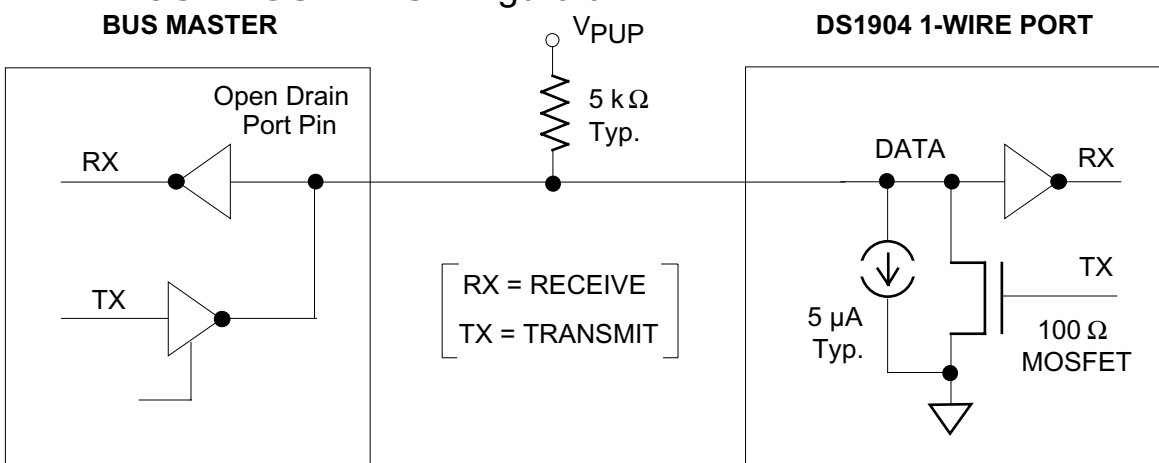 BUS MASTER
VPUP
DS1904 1-WIRE PORT
Open Drain
Port Pin
5 kΩ
Typ.
RX
DATA
RX
TX
RX = RECEIVE
TX = TRANSMIT
5 µA
Typ.
TX
100 Ω
MOSFET